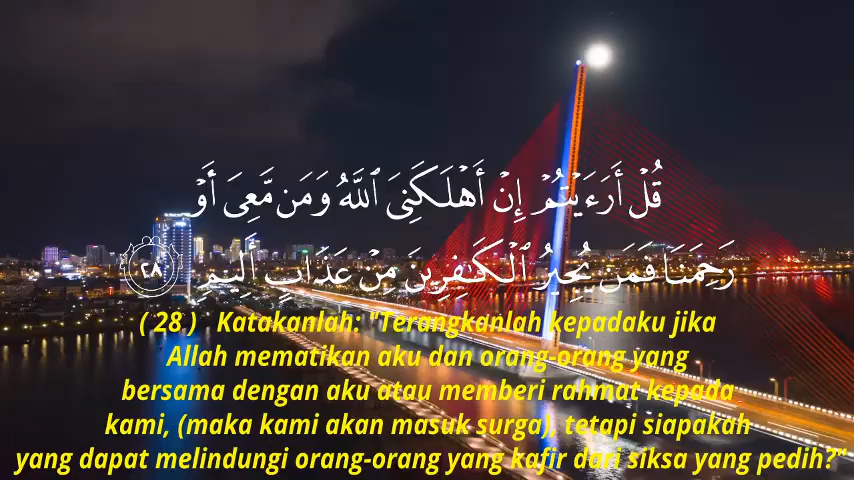 قُلْ أَرَءَيْتُمْ إِنْ أَهْلَكَنِىَ ٱللَّهُ وَمَن مَّعِىَ أَوْ
رَحِمَنَا فَمَن يُجِيرُ ٱلْكَـٰفِرِينَ مِنْ عَذَابٍ أَلِيمٍ ٢٨
( 28 ) Katakanlah: "Terangkanlah kepadaku jika
Allah mematikan aku dan orang-orang yang
bersama dengan aku atau memberi rahmat kepada
kami, (maka kami akan masuk surga), tetapi siapakah
yang dapat melindungi orang-orang yang kafir dari siksa yang pedih?"